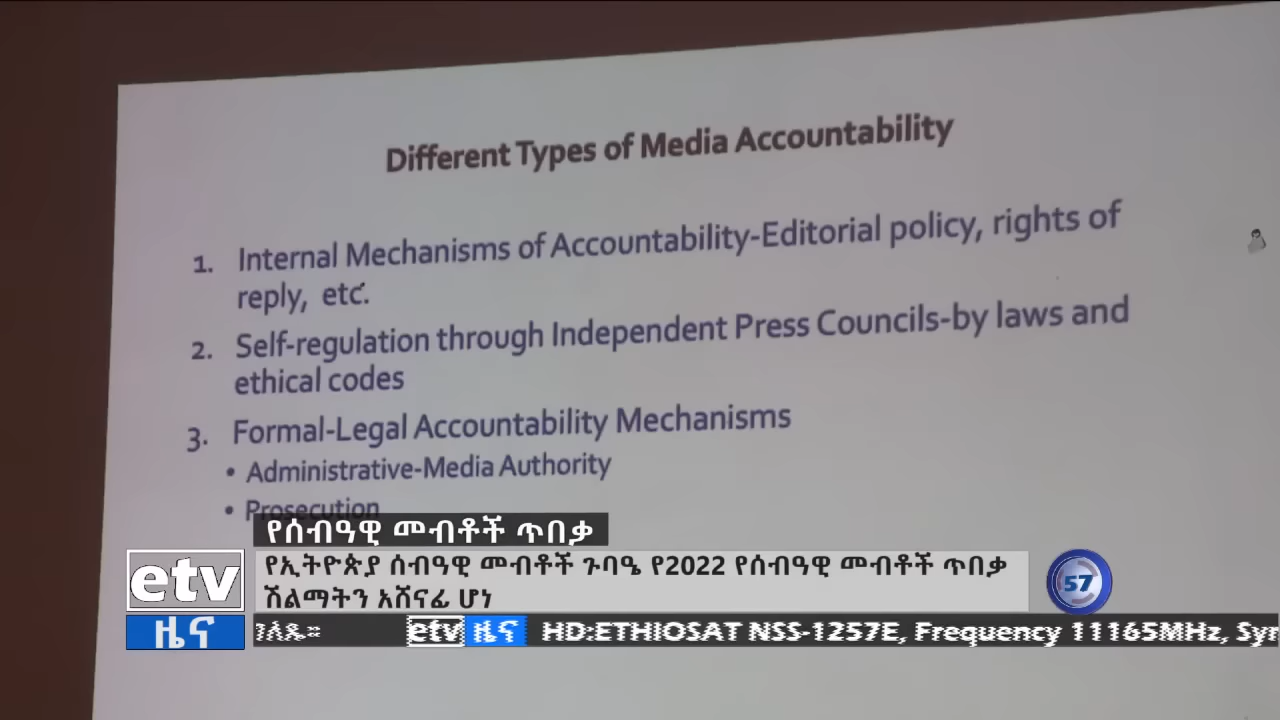 Different Types of Media Accountability
1. Internal Mechanisms of Accountability-Editorial policy, rights of
reply, etc.
2. Self-regulation through Independent Press Councils-by laws and
ethical codes
3. Formal-Legal Accountability Mechanisms
• Administrative-Media Authority
• Prosecution
የሰብዓዊ መብቶች ጥበቃ
etv
የኢትዮጵያ ሰብዓዊ መብቶች ጉባዔ የ2022 የሰብዓዊ መብቶች ጥበቃ
ሽልማትን አሸናፊ ሆነ
57
ዜና
etv ዜና HD:ETHIOSAT NSS-1257E, Frequency 11165MHz, Syr